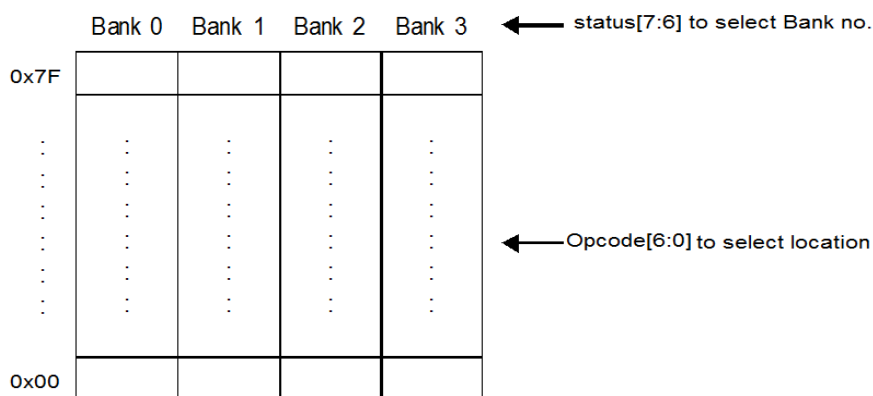 Bank 0 Bank 1 Bank 2 Bank 3 status[7:6] to select Bank no.
0x7F
Opcode[6:0] to select location
0x00